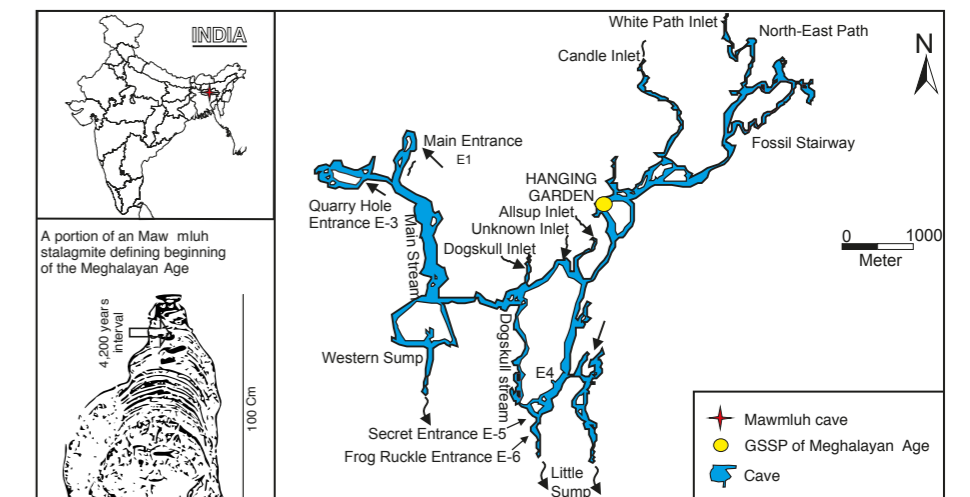 INDIA
A portion of an Maw mluh
stalagmite defining beginning
of the Meghalayan Age
4,200 years
interval
100 Cm
White Path Inlet
North-East Path
Candle Inlet
N
Main Entrance
E1
Fossil Stairway
HANGING
GARDEN
Quarry Hole
Entrance E-3
Allsup Inlet
Unknown Inlet
Dogskull Inlet
Main Stream
0 1000
Meter
Western Sump
Dogskull stream
E4
Secret Entrance E-5
Frog Ruckle Entrance E-6
Little
Sump
Mawmluh cave
GSSP of Meghalayan Age
Cave